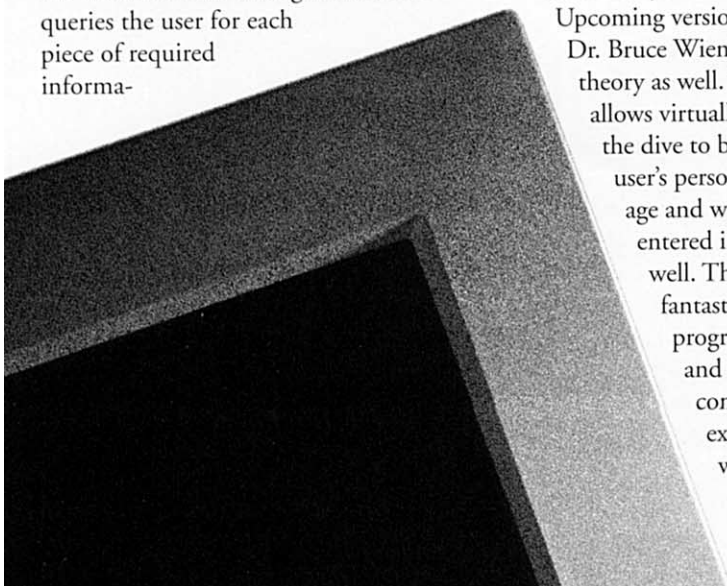 queries the user for each
piece of required
informa-
Upcoming versio
Dr. Bruce Wien
theory as well.
allows virtual
the dive to b
user's perso
age and w
entered i
well. Th
fantast
progr
and
con
ex
w